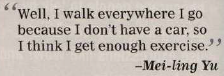 “Well, I walk everywhere I go
because I don't have a car, so
I think I get enough exercise.”
–Mei-ling Yu